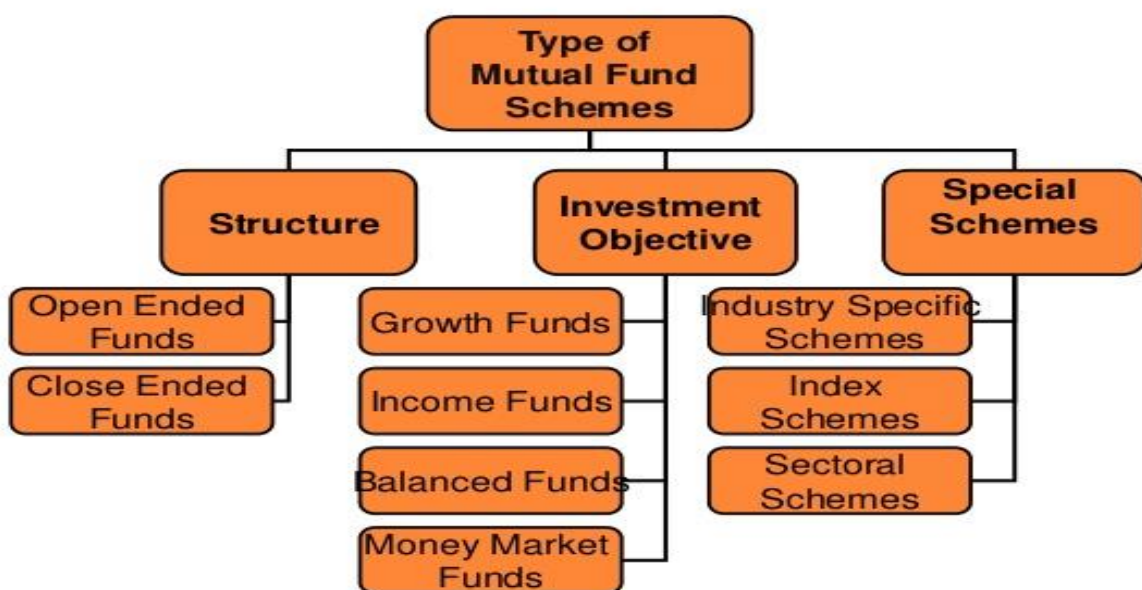 Type of
Mutual Fund
Schemes
Structure
Investment
Objective
Special
Schemes
Open Ended
Funds
Close Ended
Funds
Growth Funds
Income Funds
Balanced Funds
Money Market
Funds
Industry Specific
Schemes
Index
Schemes
Sectoral
Schemes